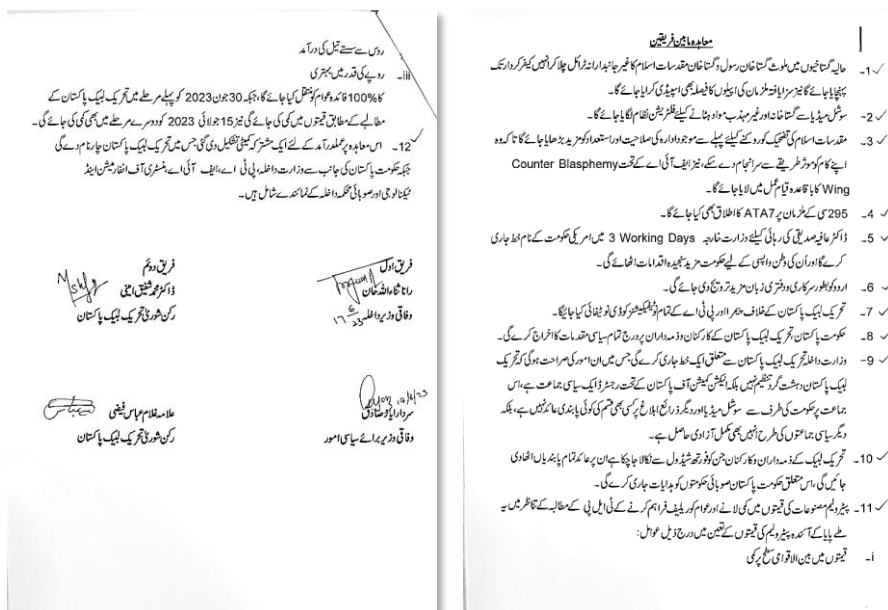 معاہدہ مابین فریقین
1- حالیہ گستاخیوں میں ملوث گستاخان رسول و گستاخان مقدسات اسلام کا غیر جانبدارانہ ٹرائل چلا کر انہیں کیفر کردار تک
پہنچایا جائے گا نیز سزا یافتہ ملزمان کی اپیلوں کا فیصلہ بھی اسپیڈی کرایا جائے گا۔
2- سوشل میڈیا سے گستاخانہ اور غیر مہذب مواد ہٹانے کیلئے فلٹریشن نظام لگایا جائے گا۔
3- مقدسات اسلام کی تضحیک کو روکنے کیلئے پہلے سے موجود ادارہ کی صلاحیت اور استعداد کو مزید بڑھایا جائے گا تاکہ وہ
اپنے کام کو موثر طریقے سے سرانجام دے سکے، نیز ایف آئی اے کے تحت Counter Blasphemy
Wing کا باقاعدہ قیام عمل میں لایا جائے گا۔
4- 295سی کے ملزمان پر ATA7 کا اطلاق بھی کیا جائے گا۔
5- ڈاکٹر عافیہ صدیقی کی رہائی کیلئے وزارت خارجہ 3 Working Days میں امریکی حکومت کے نام خط جاری
کرے گا اور اُن کی وطن واپسی کے لیے حکومت مزید سنجیدہ اقدامات اٹھائے گی۔
6- اردو کو بطور سرکاری و دفتری زبان مزید ترویج دی جائے گی۔
7- تحریک لبیک پاکستان کے خلاف پیمرا اور پی ٹی اے کے تمام نوٹیفکیشنز کو ڈی نوٹیفائی کیا جائیگا
8- حکومت پاکستان، تحریک لبیک پاکستان کے کارکنان و ذمہ داران پر درج تمام سیاسی مقدمات کا اخراج کرے گی۔
9- وزارت داخلہ تحریک لبیک پاکستان سے متعلق ایک خط جاری کرے گی جس میں ان امور کی صراحت ہوگی کہ تحریک
لبیک پاکستان دہشت گرد تنظیم نہیں بلکہ الیکشن کمیشن آف پاکستان کے تحت رجسٹرڈ ایک سیاسی جماعت ہے، اس
جماعت پر حکومت کی طرف سے سوشل میڈیا اور دیگر ذرائع ابلاغ پر کسی بھی قسم کی کوئی پابندی عائد نہیں ہے، بلکہ
دیگر سیاسی جماعتوں کی طرح انہیں بھی مکمل آزادی حاصل ہے۔
10- تحریک لبیک کے ذمہ داران و کارکنان جن کو فورتھ شیڈول سے نکالا جاچکا ہے ان پر عائد تمام پابندیاں اٹھادی
جائیں گی، اس متعلق حکومت پاکستان صوبائی حکومتوں کو ہدایات جاری کرے گی۔
11- پیٹرولیم مصنوعات کی قیمتوں میں کمی لانے اور عوام کو ریلیف فراہم کرنے کے ٹی ایل پی کے مطالبہ کے تناظر میں یہ
طے پایا کے آئندہ پیٹرولیم کی قیمتوں کے تعین میں درج ذیل عوامل:
i- قیمتوں میں بین الاقوامی سطح پر کمی
روس سے سستے تیل کی درآمد
iii- روپے کی قدر میں بہتری
کا 100% فائدہ عوام کو منتقل کیا جائے گا، جبکہ 30 جون 2023 کو پہلے مرحلے میں تحریک لبیک پاکستان کے
مطالبے کے مطابق قیمتوں میں کمی کی جائے گی نیز 15 جولائی 2023 کو دوسرے مرحلے میں بھی کمی کی جائے گی۔
12- اس معاہدہ پر عملدرآمد کے لئے ایک مشترکہ کمیٹی تشکیل دی گئی جس میں تحریک لبیک پاکستان چار نام دے گی
جبکہ حکومت پاکستان کی جانب سے وزارت داخلہ، پی ٹی اے، ایف آئی اے، منسٹری آف انفارمیشن اینڈ
ٹیکنالوجی اور صوبائی محکمہ داخلہ کے نمائندے شامل ہیں۔
فریق اول
رانا ثناء اللہ خان
وفاقی وزیر داخلہ
فریق دوئم
ڈاکٹر محمد شفیق امینی
رکن شوریٰ تحریک لبیک پاکستان
سردار ایاز صادق
وفاقی وزیر برائے سیاسی امور
علامہ غلام عباس فیضی
رکن شوریٰ تحریک لبیک پاکستان